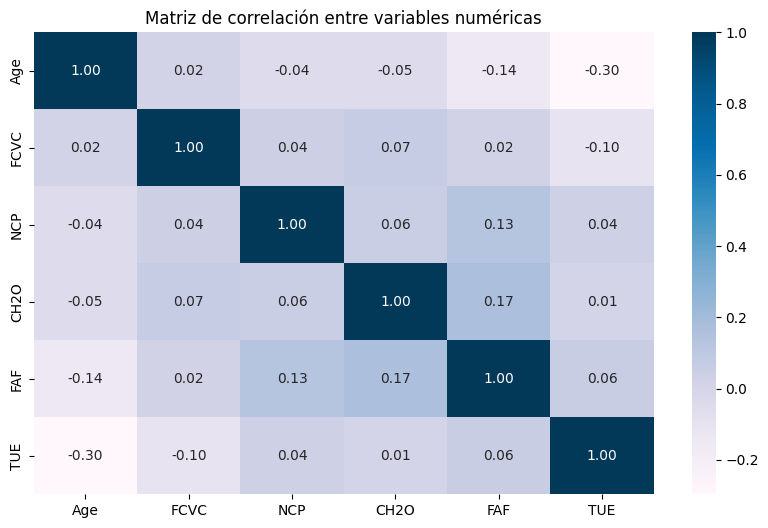 Matriz de correlación entre variables numéricas
Age 1.00 0.02 -0.04 -0.05 -0.14 -0.30
FCVC 0.02 1.00 0.04 0.07 0.02 -0.10
NCP -0.04 0.04 1.00 0.06 0.13 0.04
CH2O -0.05 0.07 0.06 1.00 0.17 0.01
FAF -0.14 0.02 0.13 0.17 1.00 0.06
TUE -0.30 -0.10 0.04 0.01 0.06 1.00
Age FCVC NCP CH2O FAF TUE
1.0
0.8
0.6
0.4
0.2
0.0
−0.2